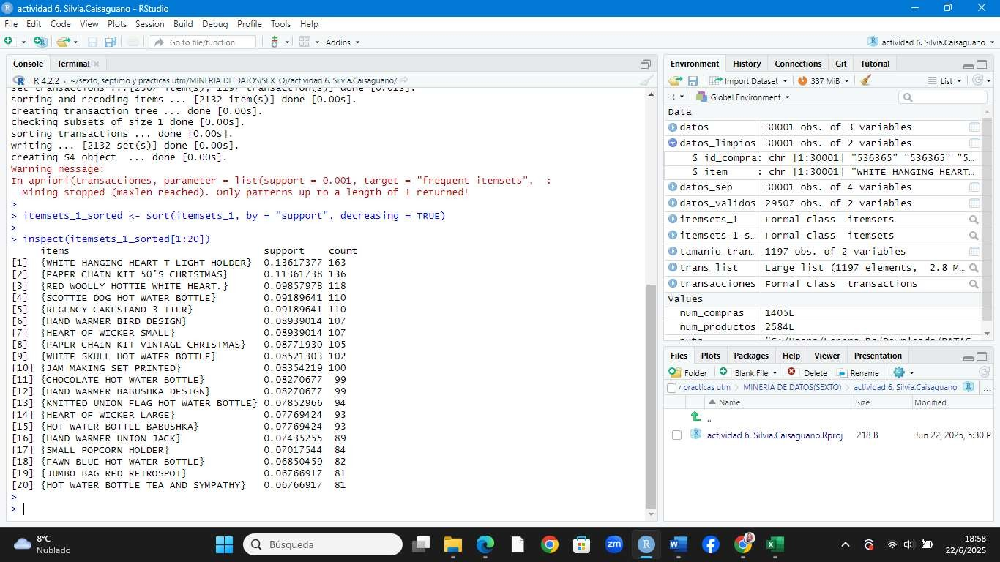 actividad 6. Silvia.Caisaguano - RStudio
File Edit Code View Plots Session Build Debug Profile Tools Help
Go to file/function Addins
actividad 6. Silvia.Caisaguano
Console Terminal
R 4.2.2 · ~/sexto, septimo y practicas utm/MINERIA DE DATOS(SEXTO)/actividad 6. Silvia.Caisaguano/
sorting and recoding items ... [2132 item(s)] done [0.00s].
creating transaction tree ... done [0.00s].
checking subsets of size 1 done [0.00s].
sorting transactions ... done [0.00s].
writing ... [2132 set(s)] done [0.00s].
creating S4 object  ... done [0.00s].
Warning message:
In apriori(transacciones, parameter = list(support = 0.001, target = "frequent itemsets",  :
  Mining stopped (maxlen reached). Only patterns up to a length of 1 returned!
>
> itemsets_1_sorted <- sort(itemsets_1, by = "support", decreasing = TRUE)
>
> inspect(itemsets_1_sorted[1:20])
     items                               support    count
[1]  {WHITE HANGING HEART T-LIGHT HOLDER}  0.13617377 163
[2]  {PAPER CHAIN KIT 50'S CHRISTMAS}      0.11361738 136
[3]  {RED WOOLLY HOTTIE WHITE HEART.}      0.09857978 118
[4]  {SCOTTIE DOG HOT WATER BOTTLE}        0.09189641 110
[5]  {REGENCY CAKESTAND 3 TIER}            0.09189641 110
[6]  {HAND WARMER BIRD DESIGN}             0.08939014 107
[7]  {HEART OF WICKER SMALL}               0.08939014 107
[8]  {PAPER CHAIN KIT VINTAGE CHRISTMAS}   0.08771930 105
[9]  {WHITE SKULL HOT WATER BOTTLE}        0.08521303 102
[10] {JAM MAKING SET PRINTED}              0.08354219 100
[11] {CHOCOLATE HOT WATER BOTTLE}          0.08270677  99
[12] {HAND WARMER BABUSHKA DESIGN}         0.08270677  99
[13] {KNITTED UNION FLAG HOT WATER BOTTLE} 0.07852966  94
[14] {HEART OF WICKER LARGE}               0.07769424  93
[15] {HOT WATER BOTTLE BABUSHKA}           0.07769424  93
[16] {HAND WARMER UNION JACK}              0.07435255  89
[17] {SMALL POPCORN HOLDER}                0.07017544  84
[18] {FAWN BLUE HOT WATER BOTTLE}          0.06850459  82
[19] {JUMBO BAG RED RETROSPOT}             0.06766917  81
[20] {HOT WATER BOTTLE TEA AND SYMPATHY}   0.06766917  81
>
>
Environment History Connections Git Tutorial
Import Dataset 337 MiB List
R Global Environment
Data
datos 30001 obs. of 3 variables
datos_limpios 30001 obs. of 2 variables
$ id_compra: chr [1:30001] "536365" "536365" "5...
$ item : chr [1:30001] "WHITE HANGING HEART...
datos_sep 30001 obs. of 4 variables
datos_validos 29507 obs. of 2 variables
itemsets_1 Formal class itemsets
itemsets_1_s... Formal class itemsets
tamanio_tran... 1197 obs. of 2 variables
trans_list Large list (1197 elements, 2.8 M...
transacciones Formal class transactions
Values
num_compras 1405L
num_productos 2584L
Files Plots Packages Help Viewer Presentation
Folder Blank File Delete Rename
practicas utm MINERIA DE DATOS(SEXTO) actividad 6. Silvia.Caisaguano ...
Name Size Modified
..
actividad 6. Silvia.Caisaguano.Rproj 218 B Jun 22, 2025, 5:30 P
8°C
Nublado
Búsqueda
zm
18:58
22/6/2025